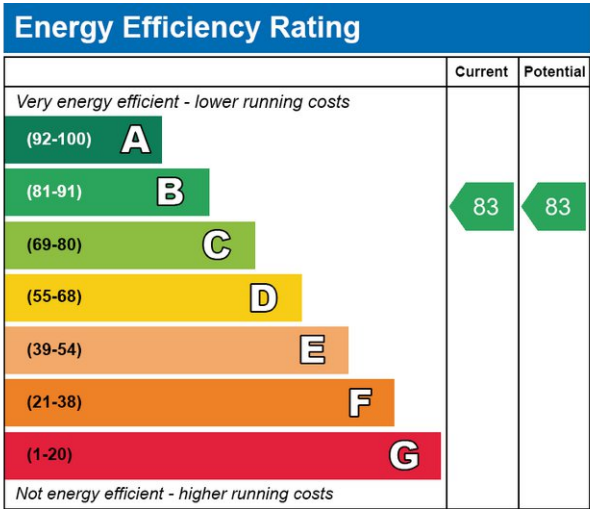 Energy Efficiency Rating
Current Potential
Very energy efficient - lower running costs
(92-100) A
(81-91) B
83 83
(69-80) C
(55-68) D
(39-54) E
(21-38) F
(1-20) G
Not energy efficient - higher running costs